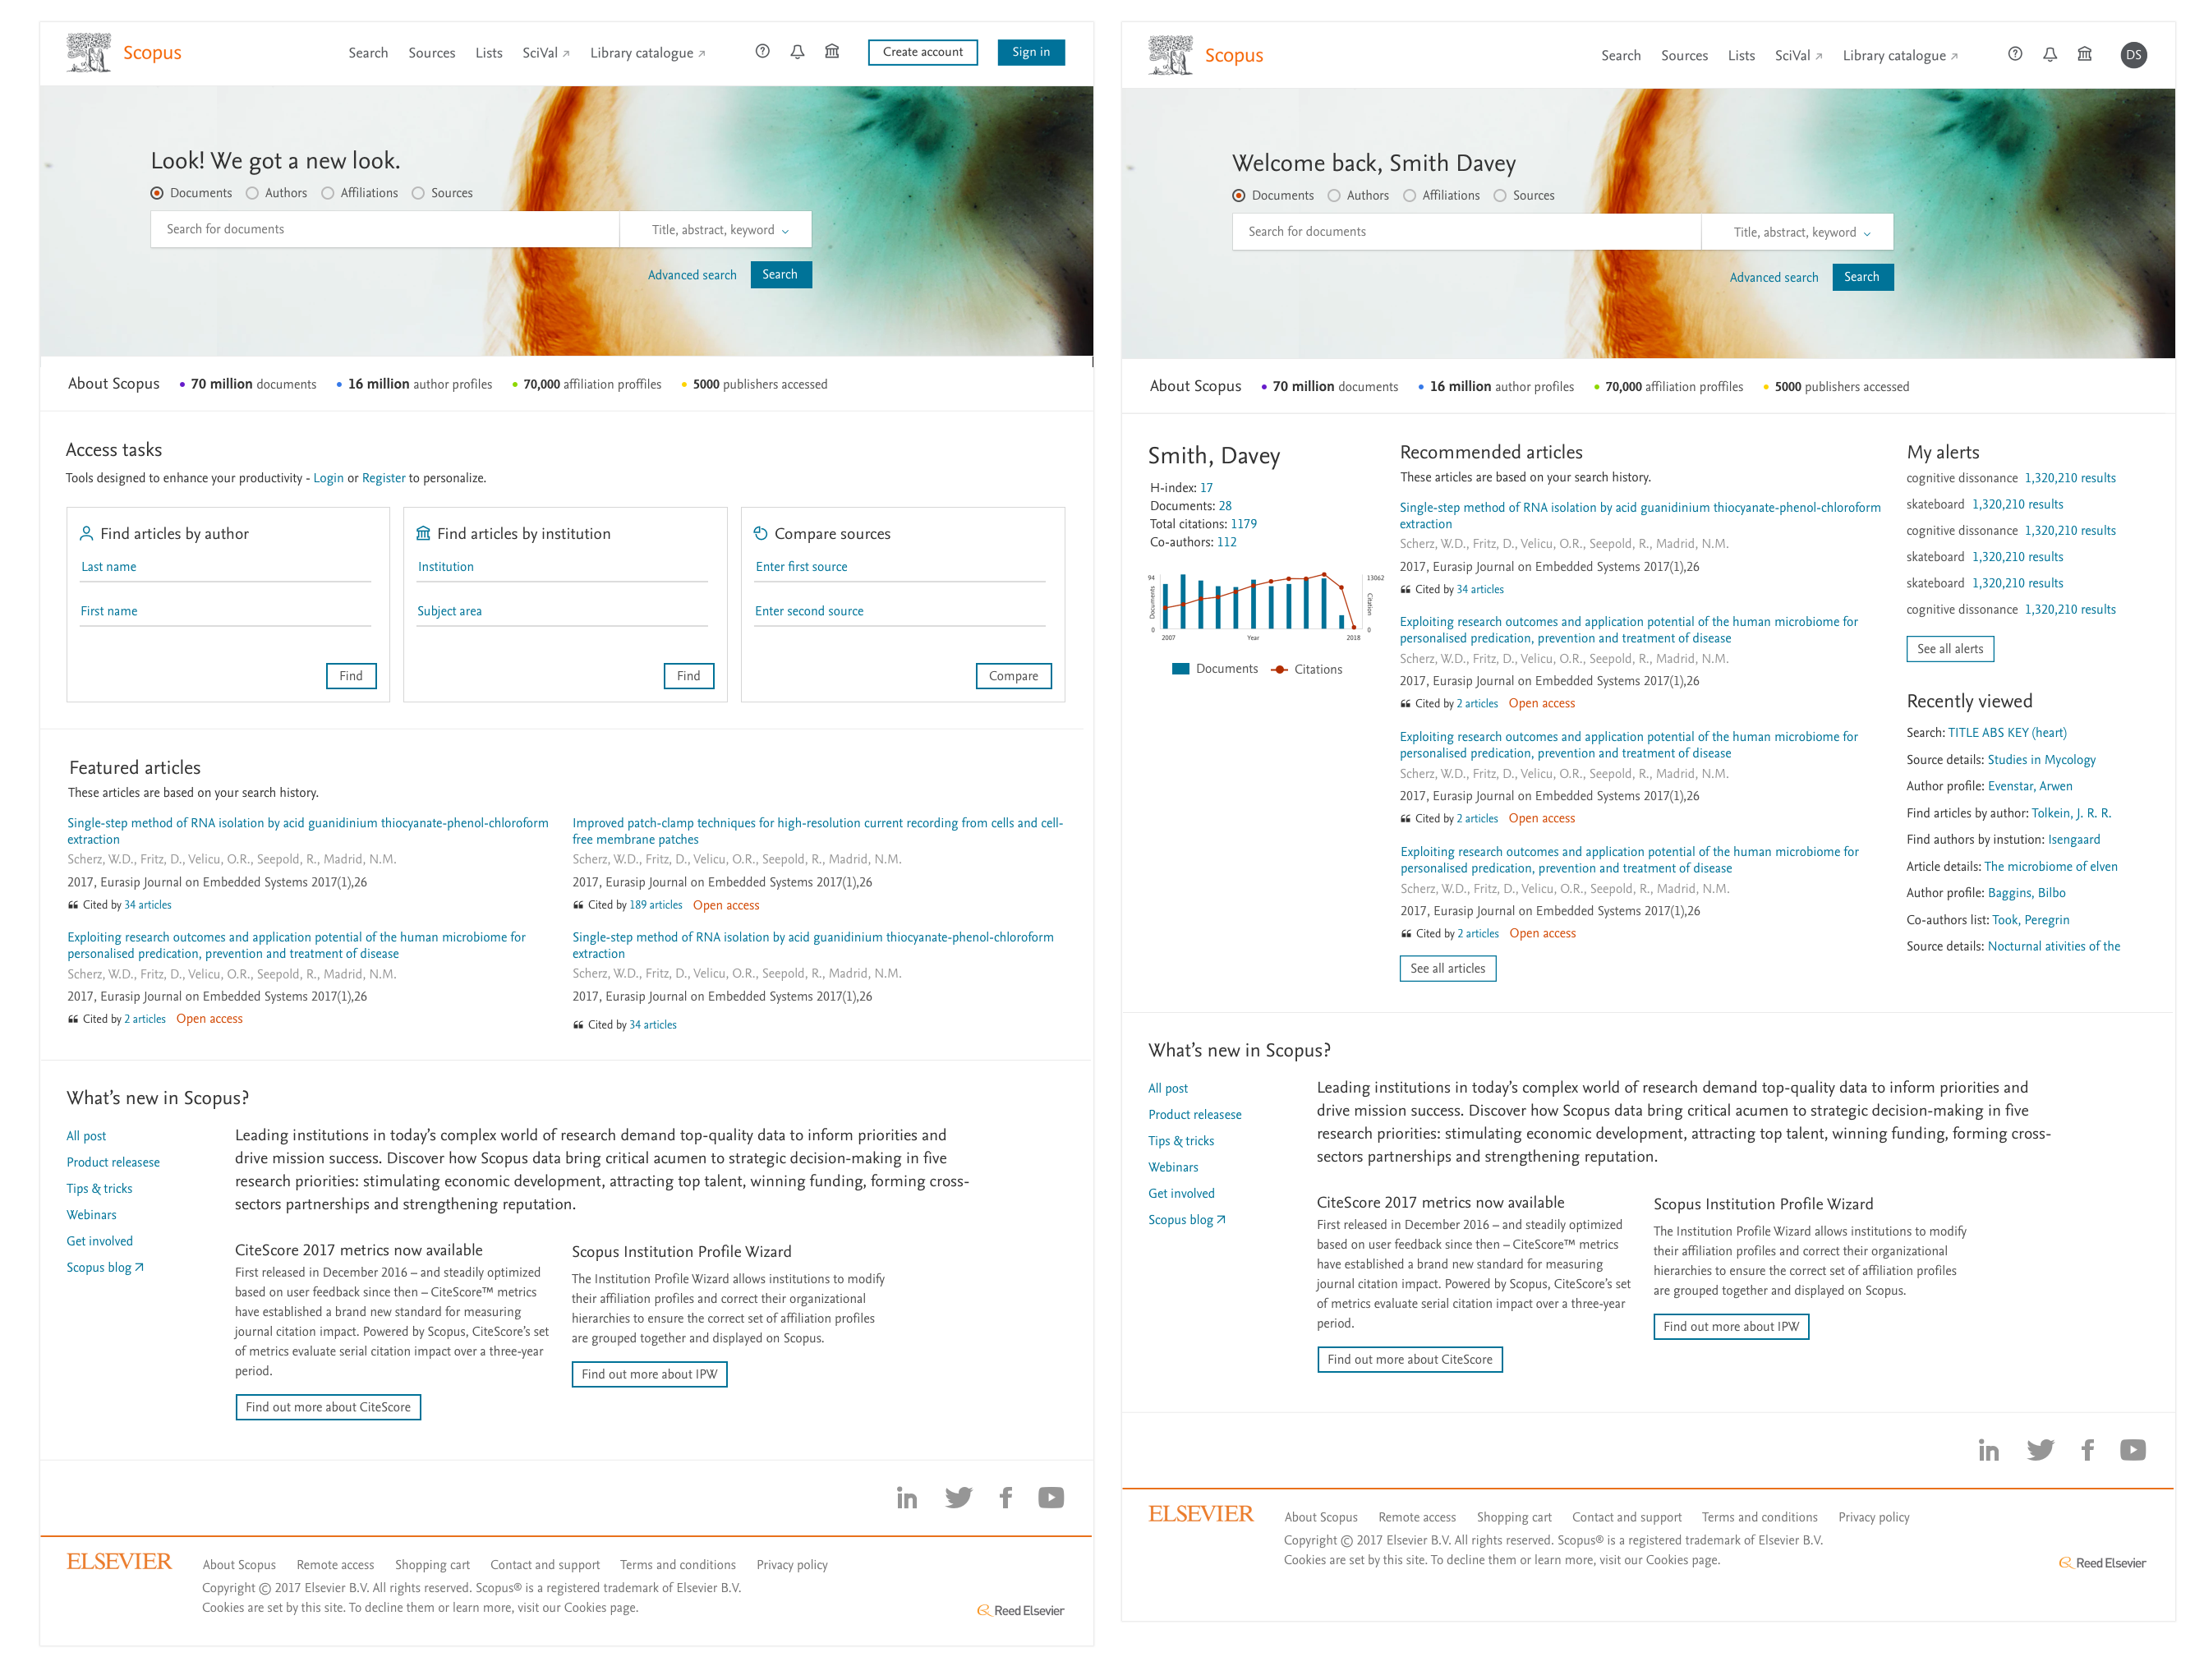 Scopus
Search Sources Lists SciVal ↗ Library catalogue ↗ Create account Sign in
Look! We got a new look.
Documents Authors Affiliations Sources
Search for documents Title, abstract, keyword
Advanced search Search
About Scopus • 70 million documents • 16 million author profiles • 70,000 affiliation proffiles • 5000 publishers accessed
Access tasks
Tools designed to enhance your productivity - Login or Register to personalize.
Find articles by author
Last name
First name
Find
Find articles by institution
Institution
Subject area
Find
Compare sources
Enter first source
Enter second source
Compare
Featured articles
These articles are based on your search history.
Single-step method of RNA isolation by acid guanidinium thiocyanate-phenol-chloroform
extraction
Scherz, W.D., Fritz, D., Velicu, O.R., Seepold, R., Madrid, N.M.
2017, Eurasip Journal on Embedded Systems 2017(1),26
Cited by 34 articles
Improved patch-clamp techniques for high-resolution current recording from cells and cell-
free membrane patches
Scherz, W.D., Fritz, D., Velicu, O.R., Seepold, R., Madrid, N.M.
2017, Eurasip Journal on Embedded Systems 2017(1),26
Cited by 189 articles Open access
Exploiting research outcomes and application potential of the human microbiome for
personalised predication, prevention and treatment of disease
Scherz, W.D., Fritz, D., Velicu, O.R., Seepold, R., Madrid, N.M.
2017, Eurasip Journal on Embedded Systems 2017(1),26
Cited by 2 articles Open access
Single-step method of RNA isolation by acid guanidinium thiocyanate-phenol-chloroform
extraction
Scherz, W.D., Fritz, D., Velicu, O.R., Seepold, R., Madrid, N.M.
2017, Eurasip Journal on Embedded Systems 2017(1),26
Cited by 34 articles
What's new in Scopus?
All post
Product releasese
Tips & tricks
Webinars
Get involved
Scopus blog ↗
Leading institutions in today's complex world of research demand top-quality data to inform priorities and
drive mission success. Discover how Scopus data bring critical acumen to strategic decision-making in five
research priorities: stimulating economic development, attracting top talent, winning funding, forming cross-
sectors partnerships and strengthening reputation.
CiteScore 2017 metrics now available
First released in December 2016 – and steadily optimized
based on user feedback since then – CiteScore™ metrics
have established a brand new standard for measuring
journal citation impact. Powered by Scopus, CiteScore's set
of metrics evaluate serial citation impact over a three-year
period.
Find out more about CiteScore
Scopus Institution Profile Wizard
The Institution Profile Wizard allows institutions to modify
their affiliation profiles and correct their organizational
hierarchies to ensure the correct set of affiliation profiles
are grouped together and displayed on Scopus.
Find out more about IPW
in f
ELSEVIER
About Scopus Remote access Shopping cart Contact and support Terms and conditions Privacy policy
Copyright © 2017 Elsevier B.V. All rights reserved. Scopus® is a registered trademark of Elsevier B.V.
Cookies are set by this site. To decline them or learn more, visit our Cookies page.
Reed Elsevier
Scopus
Search Sources Lists SciVal ↗ Library catalogue ↗ DS
Welcome back, Smith Davey
Documents Authors Affiliations Sources
Search for documents Title, abstract, keyword
Advanced search Search
About Scopus • 70 million documents • 16 million author profiles • 70,000 affiliation proffiles • 5000 publishers accessed
Smith, Davey
H-index: 17
Documents: 28
Total citations: 1179
Co-authors: 112
94 13062
Documents Citation
0 0
2007 Year 2018
Documents Citations
Recommended articles
These articles are based on your search history.
Single-step method of RNA isolation by acid guanidinium thiocyanate-phenol-chloroform
extraction
Scherz, W.D., Fritz, D., Velicu, O.R., Seepold, R., Madrid, N.M.
2017, Eurasip Journal on Embedded Systems 2017(1),26
Cited by 34 articles
Exploiting research outcomes and application potential of the human microbiome for
personalised predication, prevention and treatment of disease
Scherz, W.D., Fritz, D., Velicu, O.R., Seepold, R., Madrid, N.M.
2017, Eurasip Journal on Embedded Systems 2017(1),26
Cited by 2 articles Open access
Exploiting research outcomes and application potential of the human microbiome for
personalised predication, prevention and treatment of disease
Scherz, W.D., Fritz, D., Velicu, O.R., Seepold, R., Madrid, N.M.
2017, Eurasip Journal on Embedded Systems 2017(1),26
Cited by 2 articles Open access
Exploiting research outcomes and application potential of the human microbiome for
personalised predication, prevention and treatment of disease
Scherz, W.D., Fritz, D., Velicu, O.R., Seepold, R., Madrid, N.M.
2017, Eurasip Journal on Embedded Systems 2017(1),26
Cited by 2 articles Open access
See all articles
My alerts
cognitive dissonance 1,320,210 results
skateboard 1,320,210 results
cognitive dissonance 1,320,210 results
skateboard 1,320,210 results
skateboard 1,320,210 results
cognitive dissonance 1,320,210 results
See all alerts
Recently viewed
Search: TITLE ABS KEY (heart)
Source details: Studies in Mycology
Author profile: Evenstar, Arwen
Find articles by author: Tolkein, J. R. R.
Find authors by instution: Isengaard
Article details: The microbiome of elven
Author profile: Baggins, Bilbo
Co-authors list: Took, Peregrin
Source details: Nocturnal ativities of the
What's new in Scopus?
All post
Product releasese
Tips & tricks
Webinars
Get involved
Scopus blog ↗
Leading institutions in today's complex world of research demand top-quality data to inform priorities and
drive mission success. Discover how Scopus data bring critical acumen to strategic decision-making in five
research priorities: stimulating economic development, attracting top talent, winning funding, forming cross-
sectors partnerships and strengthening reputation.
CiteScore 2017 metrics now available
First released in December 2016 – and steadily optimized
based on user feedback since then – CiteScore™ metrics
have established a brand new standard for measuring
journal citation impact. Powered by Scopus, CiteScore's set
of metrics evaluate serial citation impact over a three-year
period.
Find out more about CiteScore
Scopus Institution Profile Wizard
The Institution Profile Wizard allows institutions to modify
their affiliation profiles and correct their organizational
hierarchies to ensure the correct set of affiliation profiles
are grouped together and displayed on Scopus.
Find out more about IPW
in f
ELSEVIER
About Scopus Remote access Shopping cart Contact and support Terms and conditions Privacy policy
Copyright © 2017 Elsevier B.V. All rights reserved. Scopus® is a registered trademark of Elsevier B.V.
Cookies are set by this site. To decline them or learn more, visit our Cookies page.
Reed Elsevier